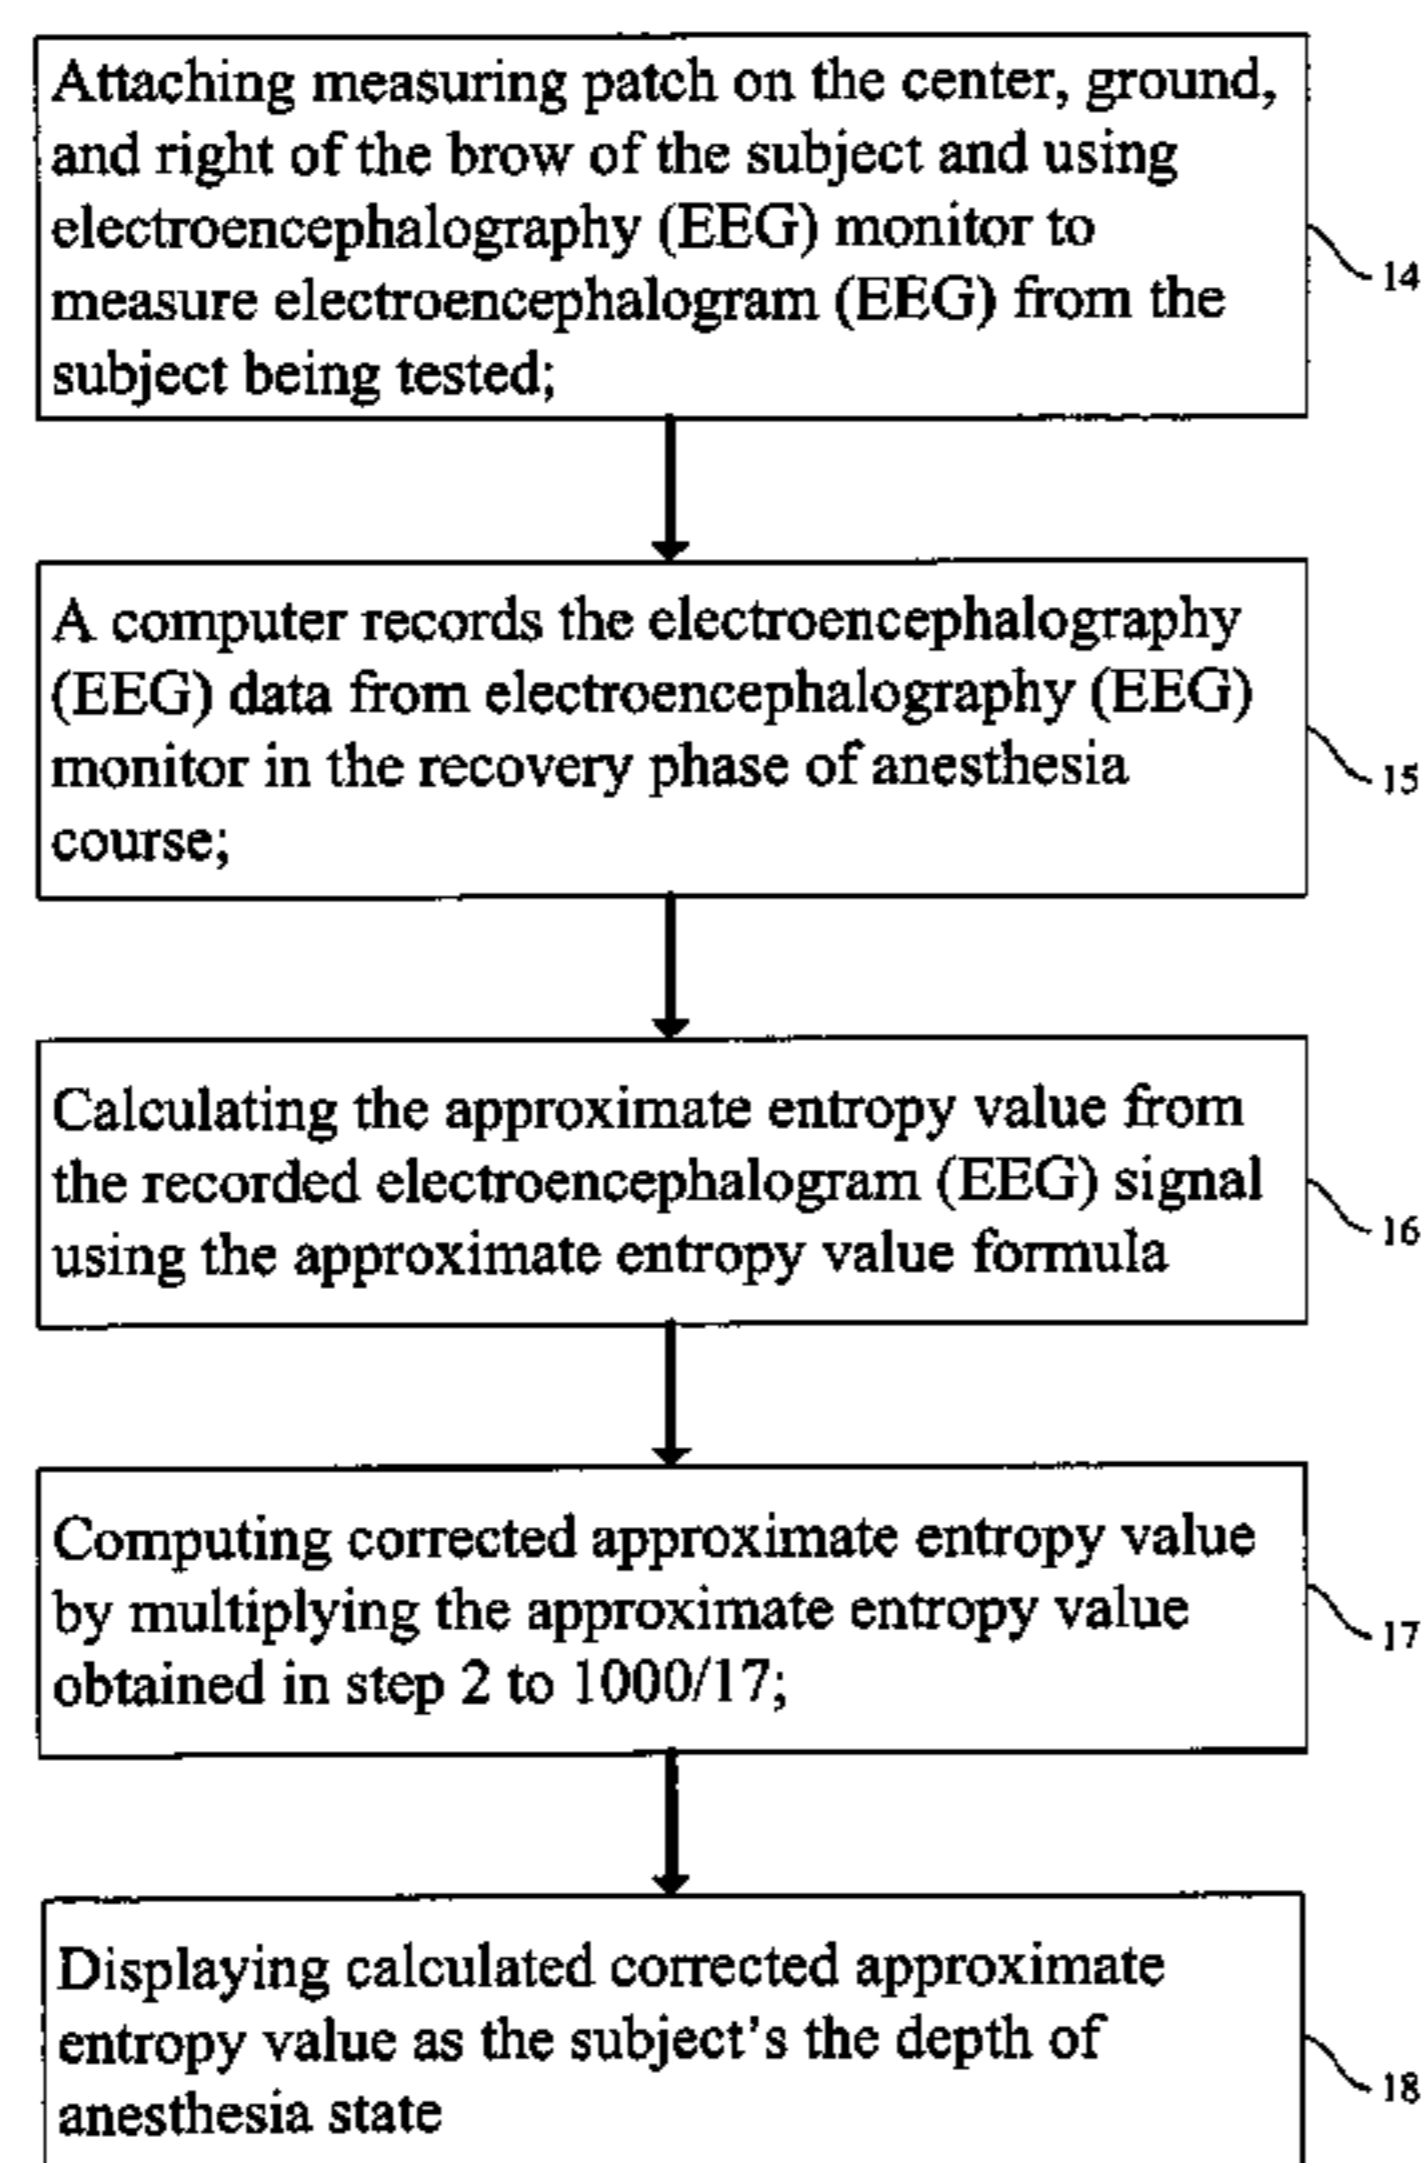 Attaching measuring patch on the center, ground,
and right of the brow of the subject and using
electroencephalography (EEG) monitor to
measure electroencephalogram (EEG) from the
subject being tested;
14
A computer records the electroencephalography
(EEG) data from electroencephalography (EEG)
monitor in the recovery phase of anesthesia
course;
15
Calculating the approximate entropy value from
the recorded electroencephalogram (EEG) signal
using the approximate entropy value formula
16
Computing corrected approximate entropy value
by multiplying the approximate entropy value
obtained in step 2 to 1000/17;
17
Displaying calculated corrected approximate
entropy value as the subject's the depth of
anesthesia state
18